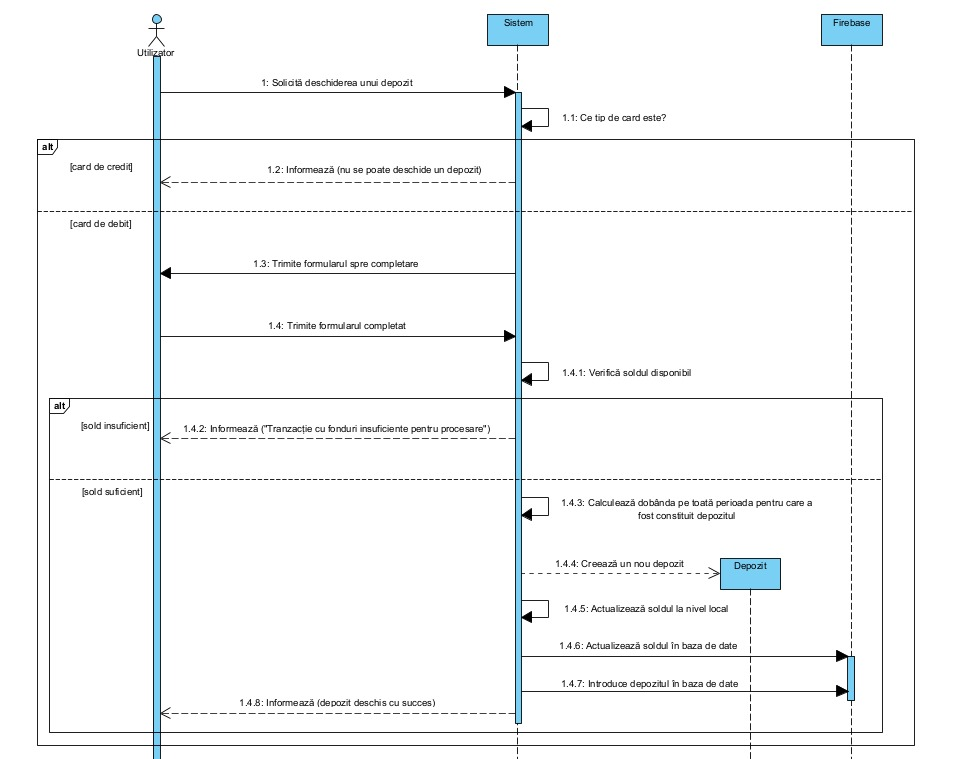 Utilizator
Sistem
Firebase
1: Solicită deschiderea unui depozit
1.1: Ce tip de card este?
alt
[card de credit]
1.2: Informează (nu se poate deschide un depozit)
[card de debit]
1.3: Trimite formularul spre completare
1.4: Trimite formularul completat
1.4.1: Verifică soldul disponibil
alt
[sold insuficient]
1.4.2: Informează ("Tranzacție cu fonduri insuficiente pentru procesare")
[sold suficient]
1.4.3: Calculează dobânda pe toată perioada pentru care a
fost constituit depozitul
1.4.4: Creează un nou depozit
Depozit
1.4.5: Actualizează soldul la nivel local
1.4.6: Actualizează soldul în baza de date
1.4.7: Introduce depozitul în baza de date
1.4.8: Informează (depozit deschis cu succes)